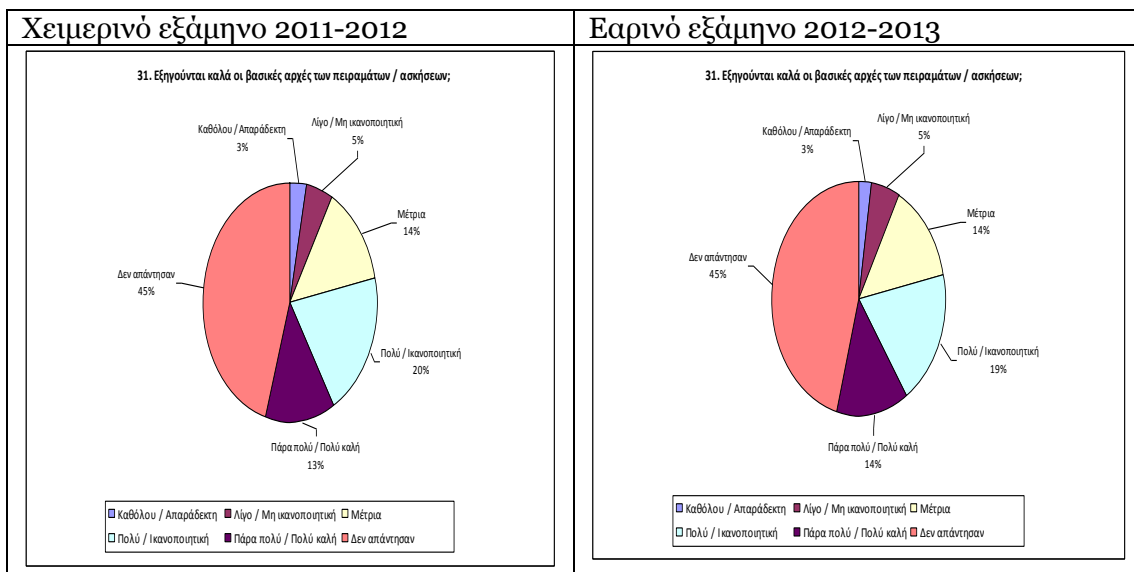 Χειμερινό εξάμηνο 2011-2012
31. Εξηγούνται καλά οι βασικές αρχές των πειραμάτων / ασκήσεων;
Καθόλου / Απαράδεκτη
3%
Λίγο / Μη ικανοποιητική
5%
Μέτρια
14%
Δεν απάντησαν
45%
Πολύ / Ικανοποιητική
20%
Πάρα πολύ / Πολύ καλή
13%
Καθόλου / Απαράδεκτη Λίγο / Μη ικανοποιητική Μέτρια
Πολύ / Ικανοποιητική Πάρα πολύ / Πολύ καλή Δεν απάντησαν
Εαρινό εξάμηνο 2012-2013
31. Εξηγούνται καλά οι βασικές αρχές των πειραμάτων / ασκήσεων;
Καθόλου / Απαράδεκτη
3%
Λίγο / Μη ικανοποιητική
5%
Μέτρια
14%
Δεν απάντησαν
45%
Πολύ / Ικανοποιητική
19%
Πάρα πολύ / Πολύ καλή
14%
Καθόλου / Απαράδεκτη Λίγο / Μη ικανοποιητική Μέτρια
Πολύ / Ικανοποιητική Πάρα πολύ / Πολύ καλή Δεν απάντησαν